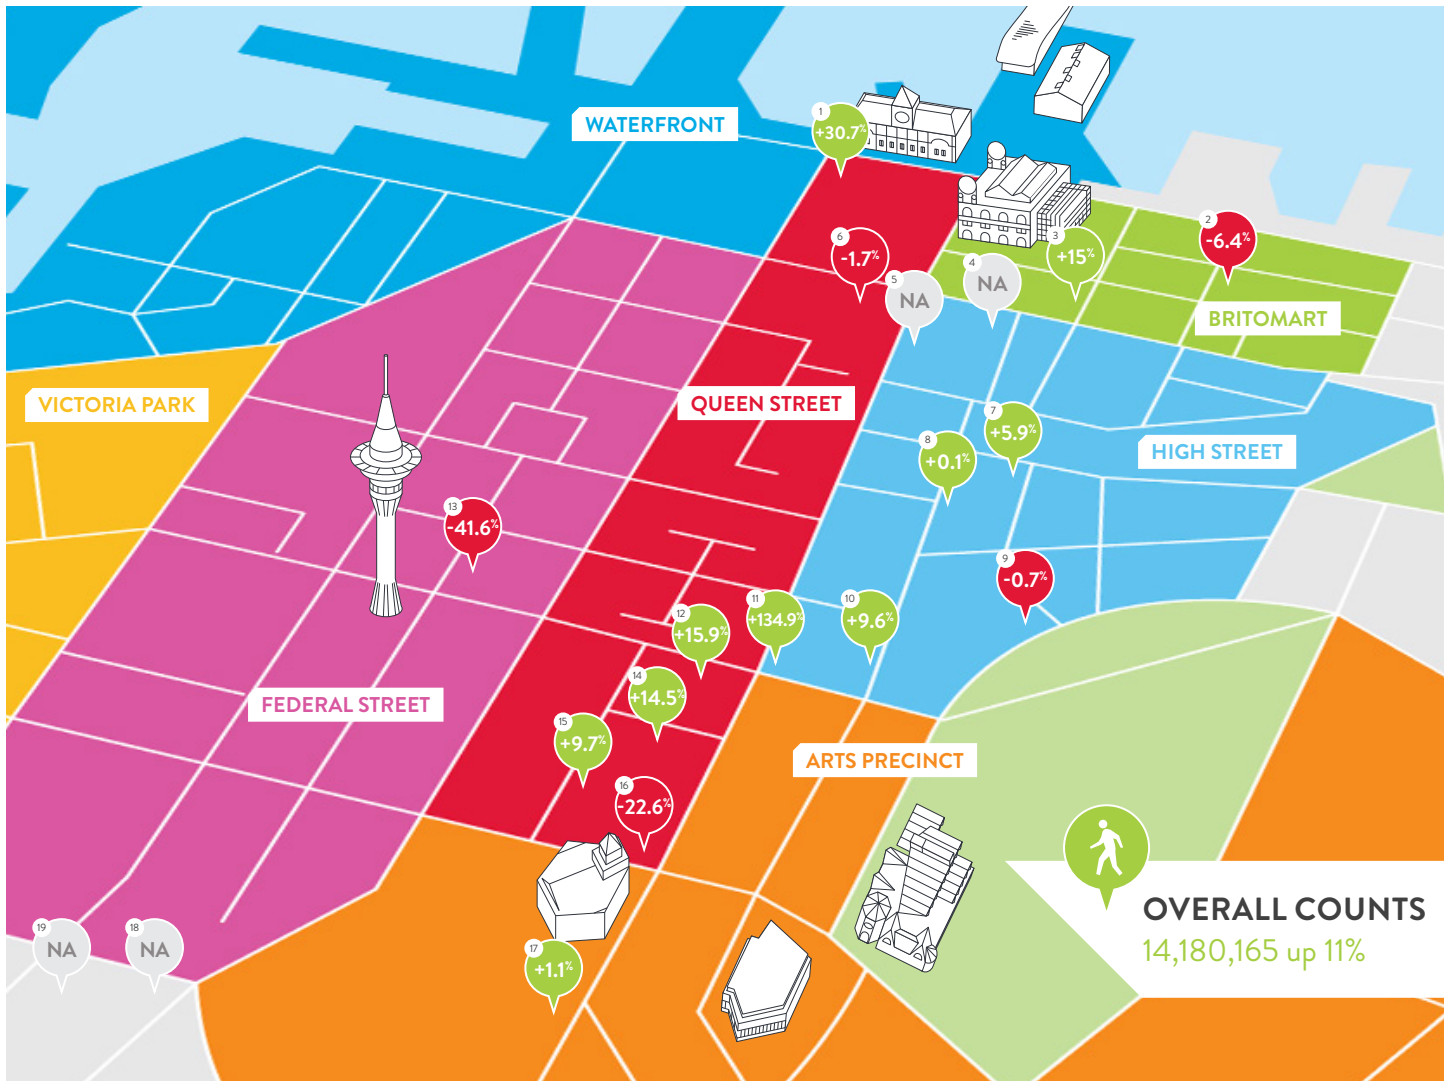 WATERFRONT
1
+30.7%
2
-6.4%
6
-1.7%
3
+15%
4
NA
5
NA
BRITOMART
VICTORIA PARK
QUEEN STREET
7
+5.9%
8
+0.1%
HIGH STREET
13
-41.6%
9
-0.7%
12
+15.9%
11
+134.9%
10
+9.6%
14
+14.5%
FEDERAL STREET
15
+9.7%
ARTS PRECINCT
16
-22.6%
OVERALL COUNTS
14,180,165 up 11%
19
NA
18
NA
17
+1.1%